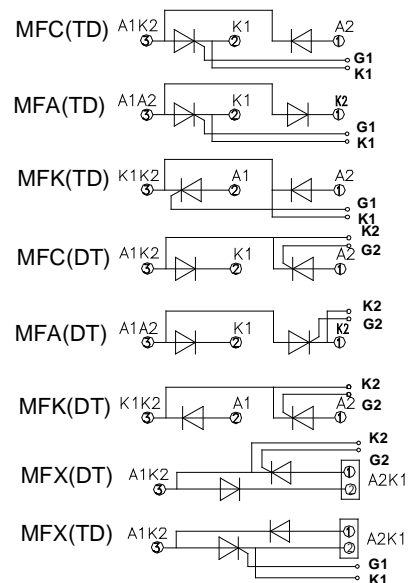 MFC(TD) A1K2 K1 A2
③ ② ①
G1
K1
MFA(TD) A1A2 K1 K2
③ ② ①
G1
K1
MFK(TD) K1K2 A1 A2
③ ② ①
G1
K1
K2
G2
MFC(DT) A1K2 K1 A2
③ ② ①
K2
G2
MFA(DT) A1A2 K1 K2
③ ② ①
K2
G2
MFK(DT) K1K2 A1 A2
③ ② ①
K2
G2
MFX(DT) A1K2 ① A2K1
③ ②
MFX(TD) A1K2 ① A2K1
③ ②
G1
K1